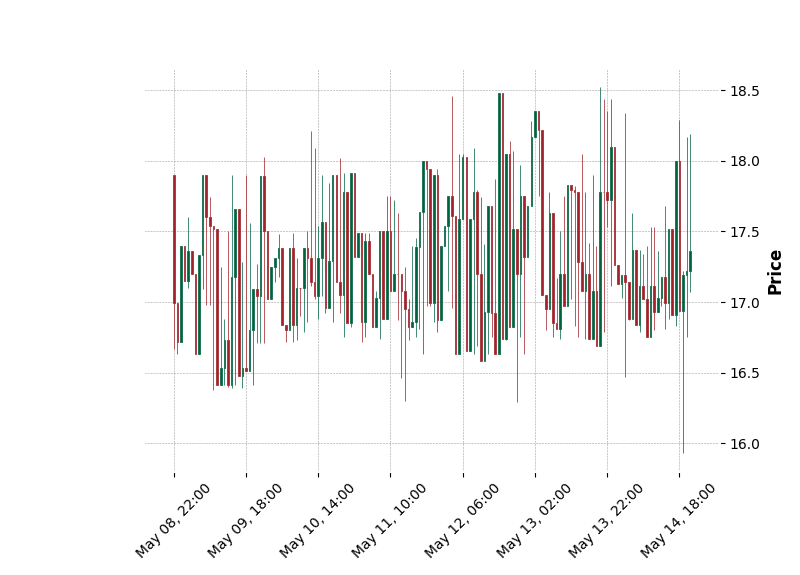 18.5
18.0
17.5
17.0
16.5
16.0
Price
May 08, 22:00
May 09, 18:00
May 10, 14:00
May 11, 10:00
May 12, 06:00
May 13, 02:00
May 13, 22:00
May 14, 18:00